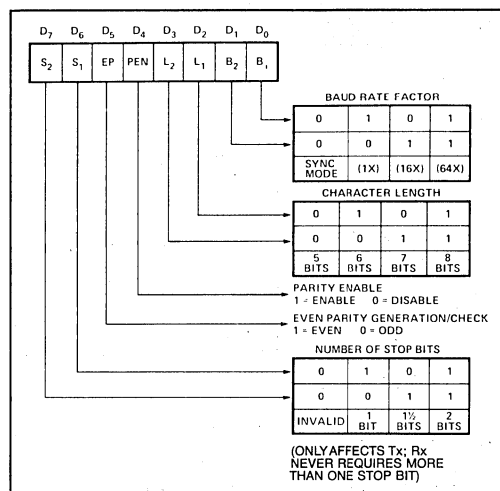 D7 D6 D5 D4 D3 D2 D1 D0
S2 S1 EP PEN L2 L1 B2 B1
BAUD RATE FACTOR
0 1 0 1
0 0 1 1
SYNC MODE (1X) (16X) (64X)
CHARACTER LENGTH
0 1 0 1
0 0 1 1
5 BITS 6 BITS 7 BITS 8 BITS
PARITY ENABLE
1 = ENABLE 0 = DISABLE
EVEN PARITY GENERATION/CHECK
1 = EVEN 0 = ODD
NUMBER OF STOP BITS
0 1 0 1
0 0 1 1
INVALID 1 BIT 1½ BITS 2 BITS
(ONLY AFFECTS Tx; Rx
NEVER REQUIRES MORE
THAN ONE STOP BIT)